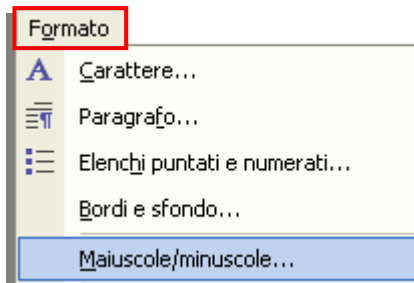 Formato
Carattere...
Paragrafo...
Elenchi puntati e numerati...
Bordi e sfondo...
Maiuscole/minuscole...